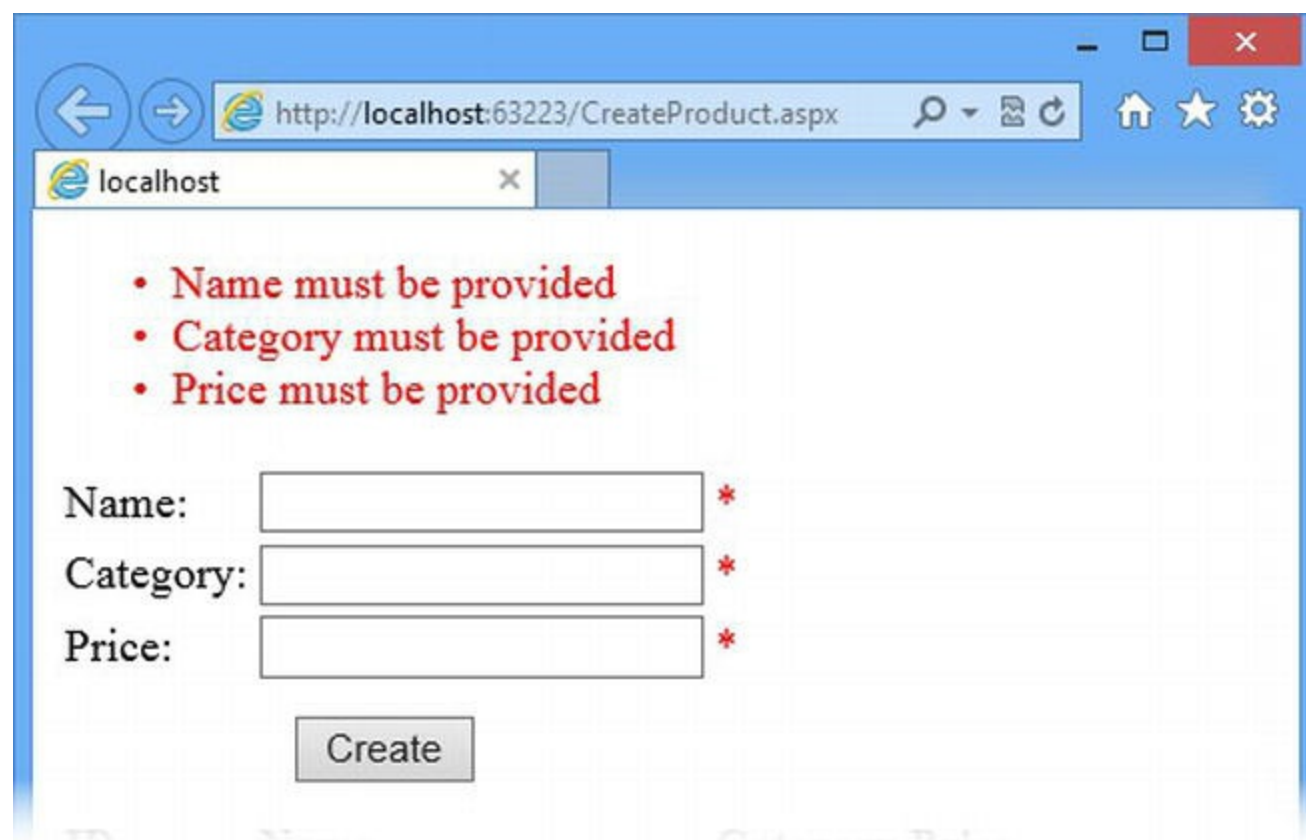 http://localhost:63223/CreateProduct.aspx
localhost
• Name must be provided
• Category must be provided
• Price must be provided
Name: *
Category: *
Price: *
Create